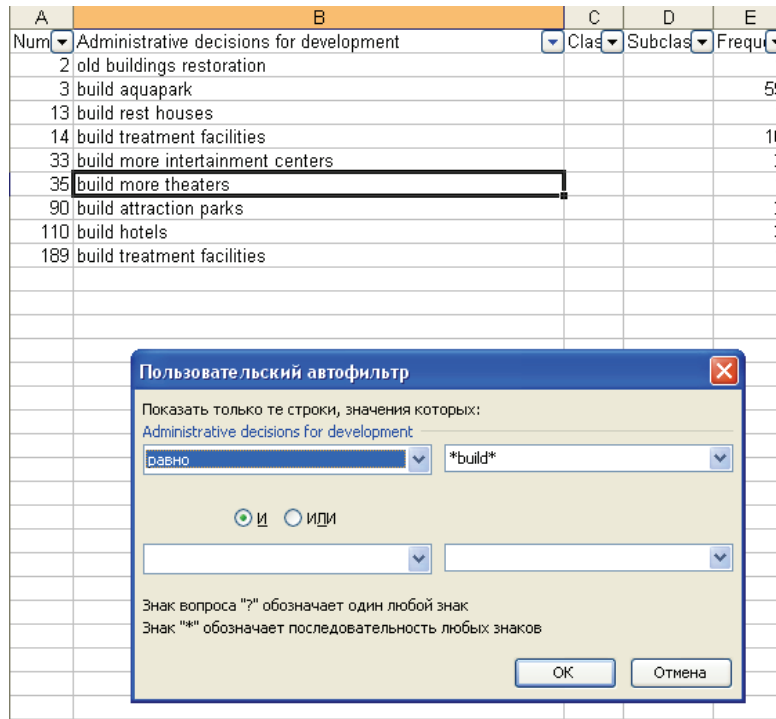 A B C D E
Num Administrative decisions for development Clas Subclas Frequ
2 old buildings restoration
3 build aquapark
13 build rest houses
14 build treatment facilities
33 build more intertainment centers
35 build more theaters
90 build attraction parks
110 build hotels
189 build treatment facilities
Пользовательский автофильтр
Показать только те строки, значения которых:
Administrative decisions for development
равно *build*
И ИЛИ
Знак вопроса "?" обозначает один любой знак
Знак "*" обозначает последовательность любых знаков
ОК Отмена